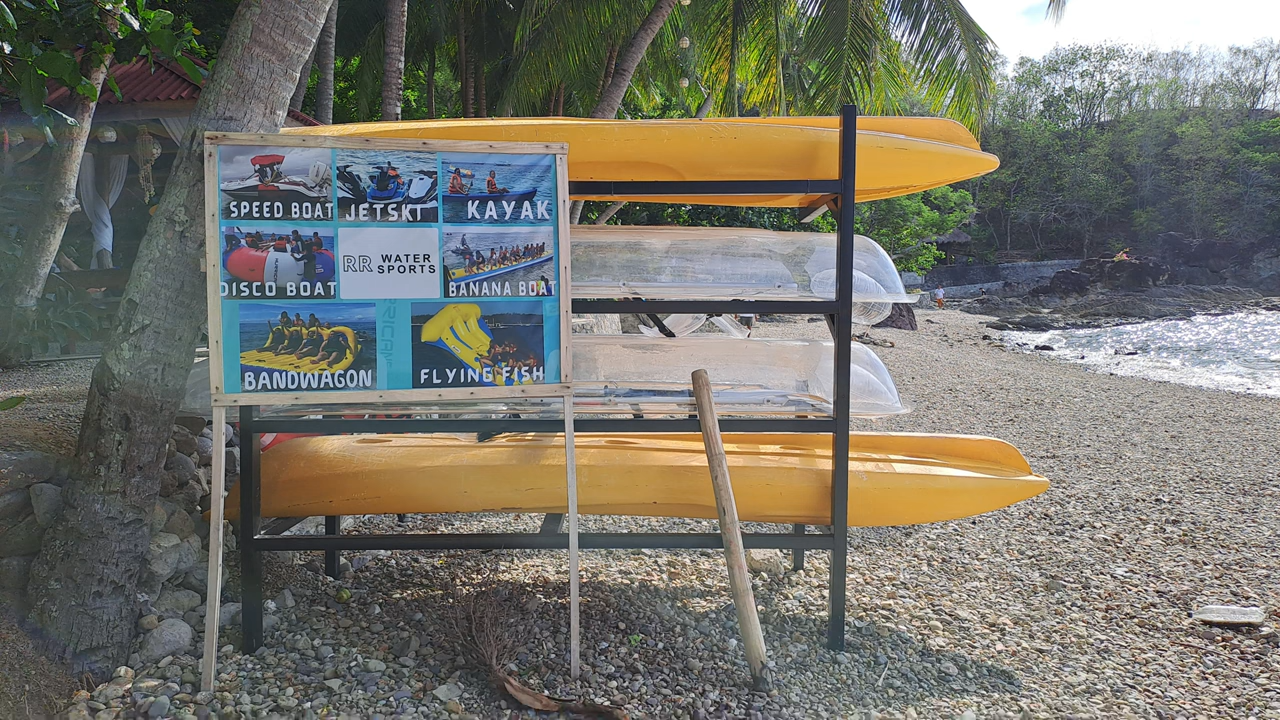 SPEED BOAT
JETSKI
KAYAK
DISCO BOAT
RR WATER
SPORTS
BANANA BOAT
BANDWAGON
FLYING FISH